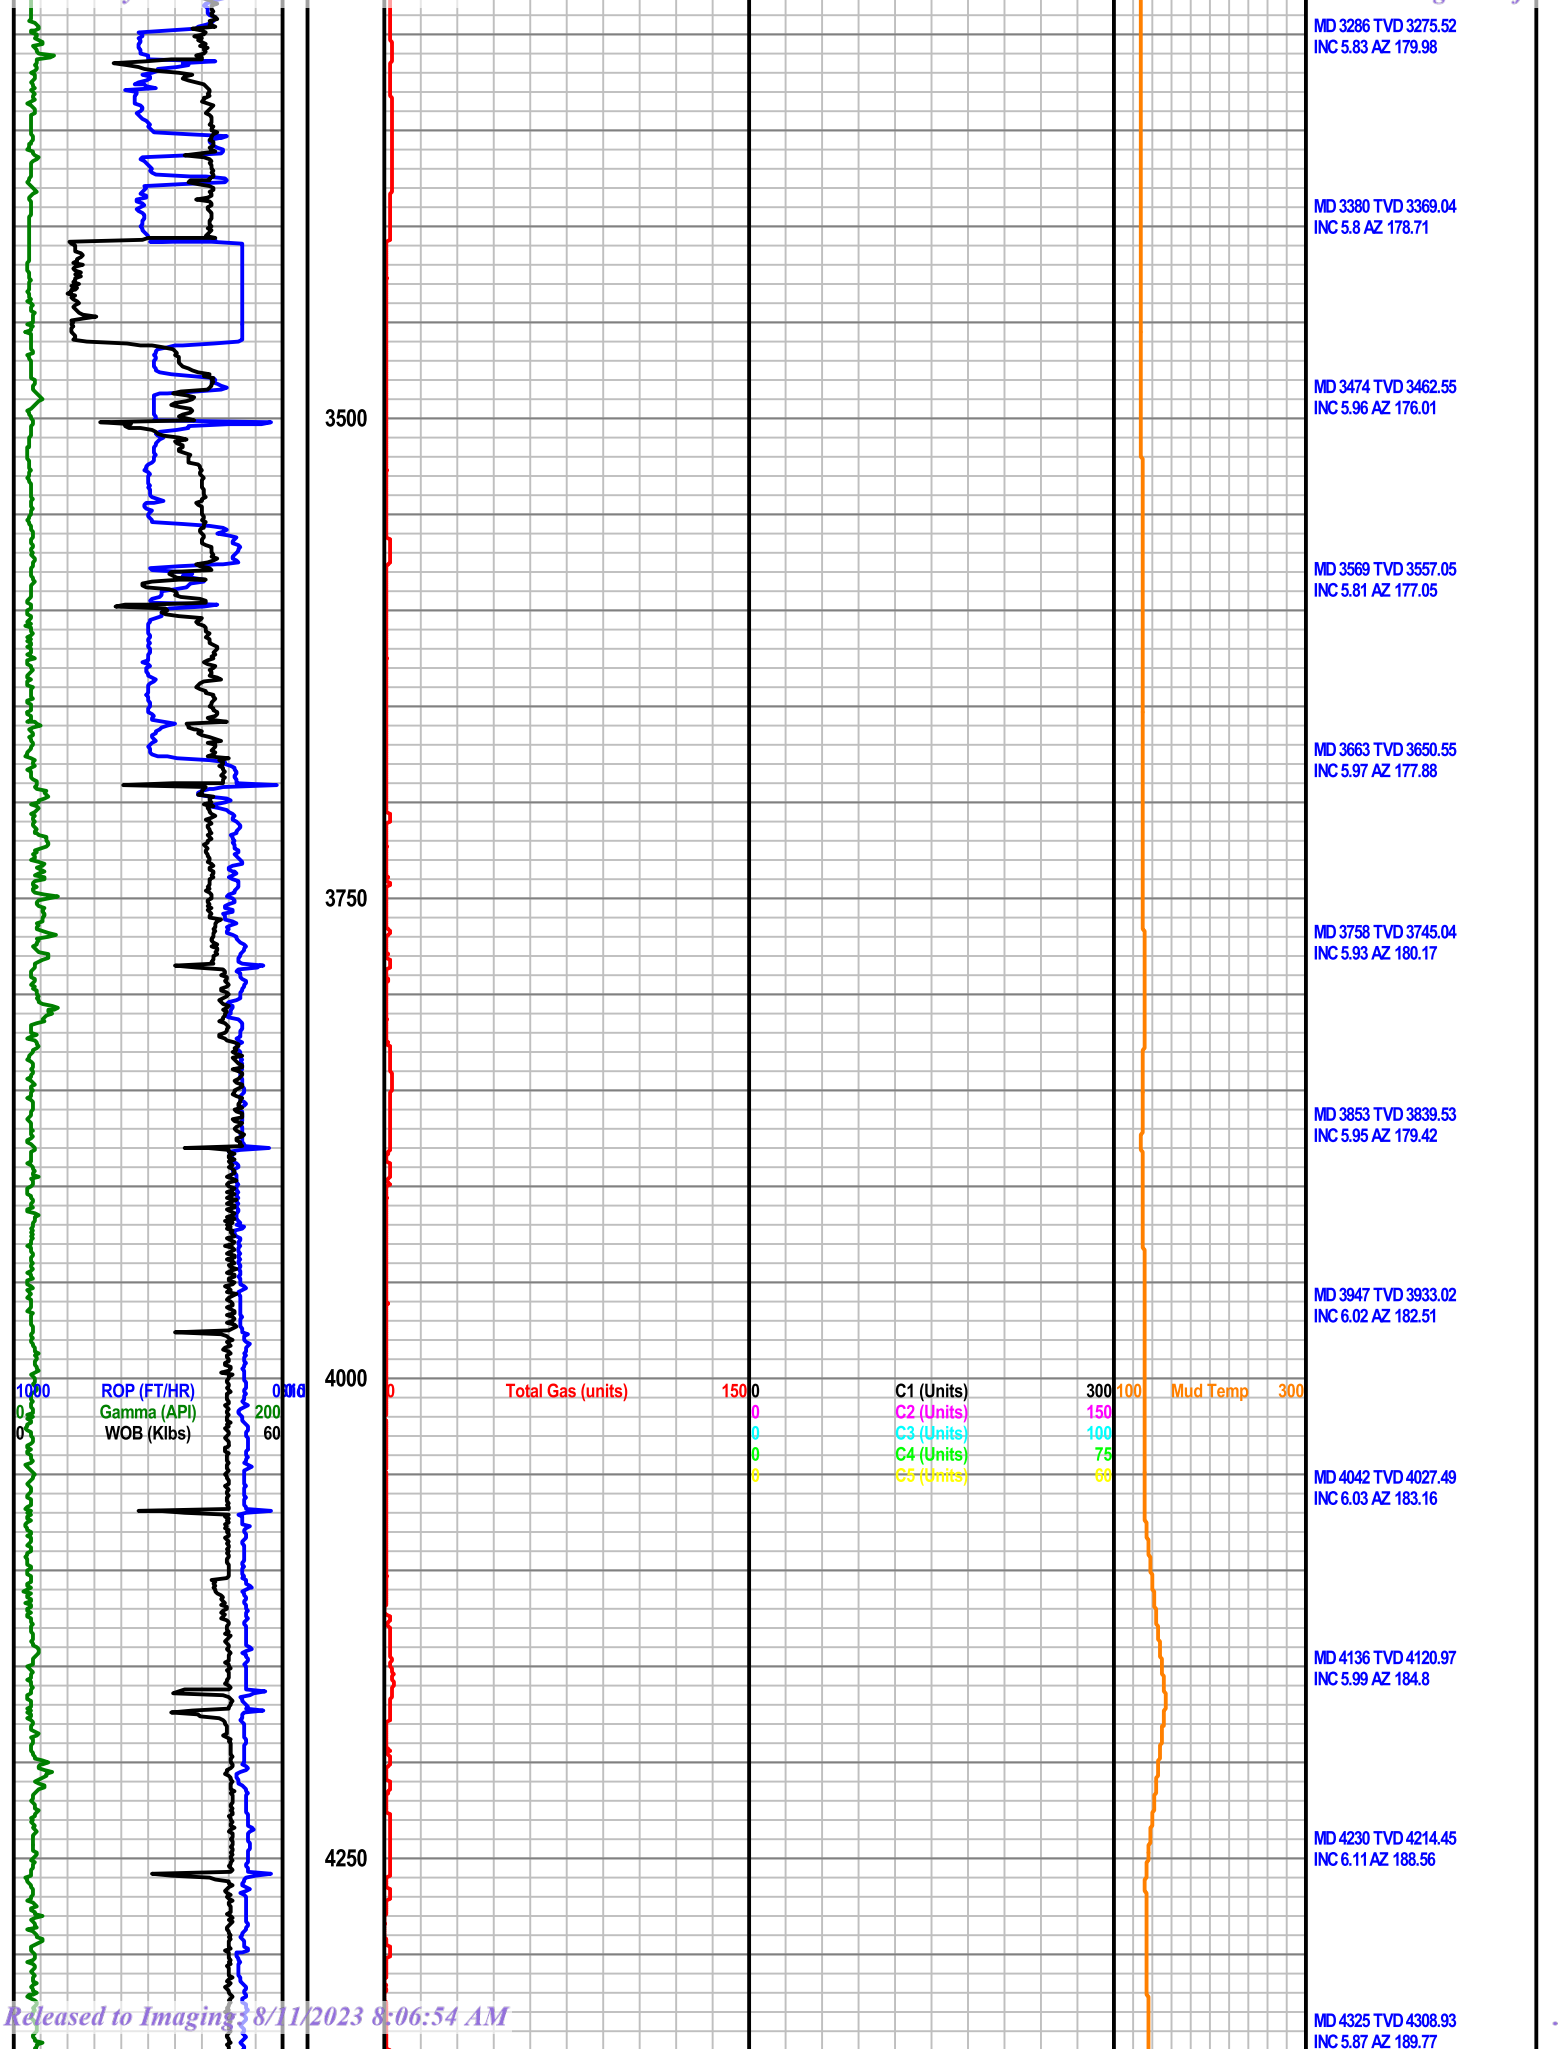 MD 3286 TVD 3275.52
INC 5.83 AZ 179.98
MD 3380 TVD 3369.04
INC 5.8 AZ 178.71
MD 3474 TVD 3462.55
INC 5.96 AZ 176.01
3500
MD 3569 TVD 3557.05
INC 5.81 AZ 177.05
MD 3663 TVD 3650.55
INC 5.97 AZ 177.88
3750
MD 3758 TVD 3745.04
INC 5.93 AZ 180.17
MD 3853 TVD 3839.53
INC 5.95 AZ 179.42
MD 3947 TVD 3933.02
INC 6.02 AZ 182.51
4000
1000 ROP (FT/HR) 0 0 Total Gas (units) 150 0 C1 (Units) 300 100 Mud Temp 300
0 Gamma (API) 200 0 C2 (Units) 150
0 WOB (Klbs) 60 0 C3 (Units) 100
0 C4 (Units) 75
0 C5 (Units) 60
MD 4042 TVD 4027.49
INC 6.03 AZ 183.16
MD 4136 TVD 4120.97
INC 5.99 AZ 184.8
MD 4230 TVD 4214.45
INC 6.11 AZ 188.56
4250
Released to Imaging: 8/11/2023 8:06:54 AM
MD 4325 TVD 4308.93
INC 5.87 AZ 189.77